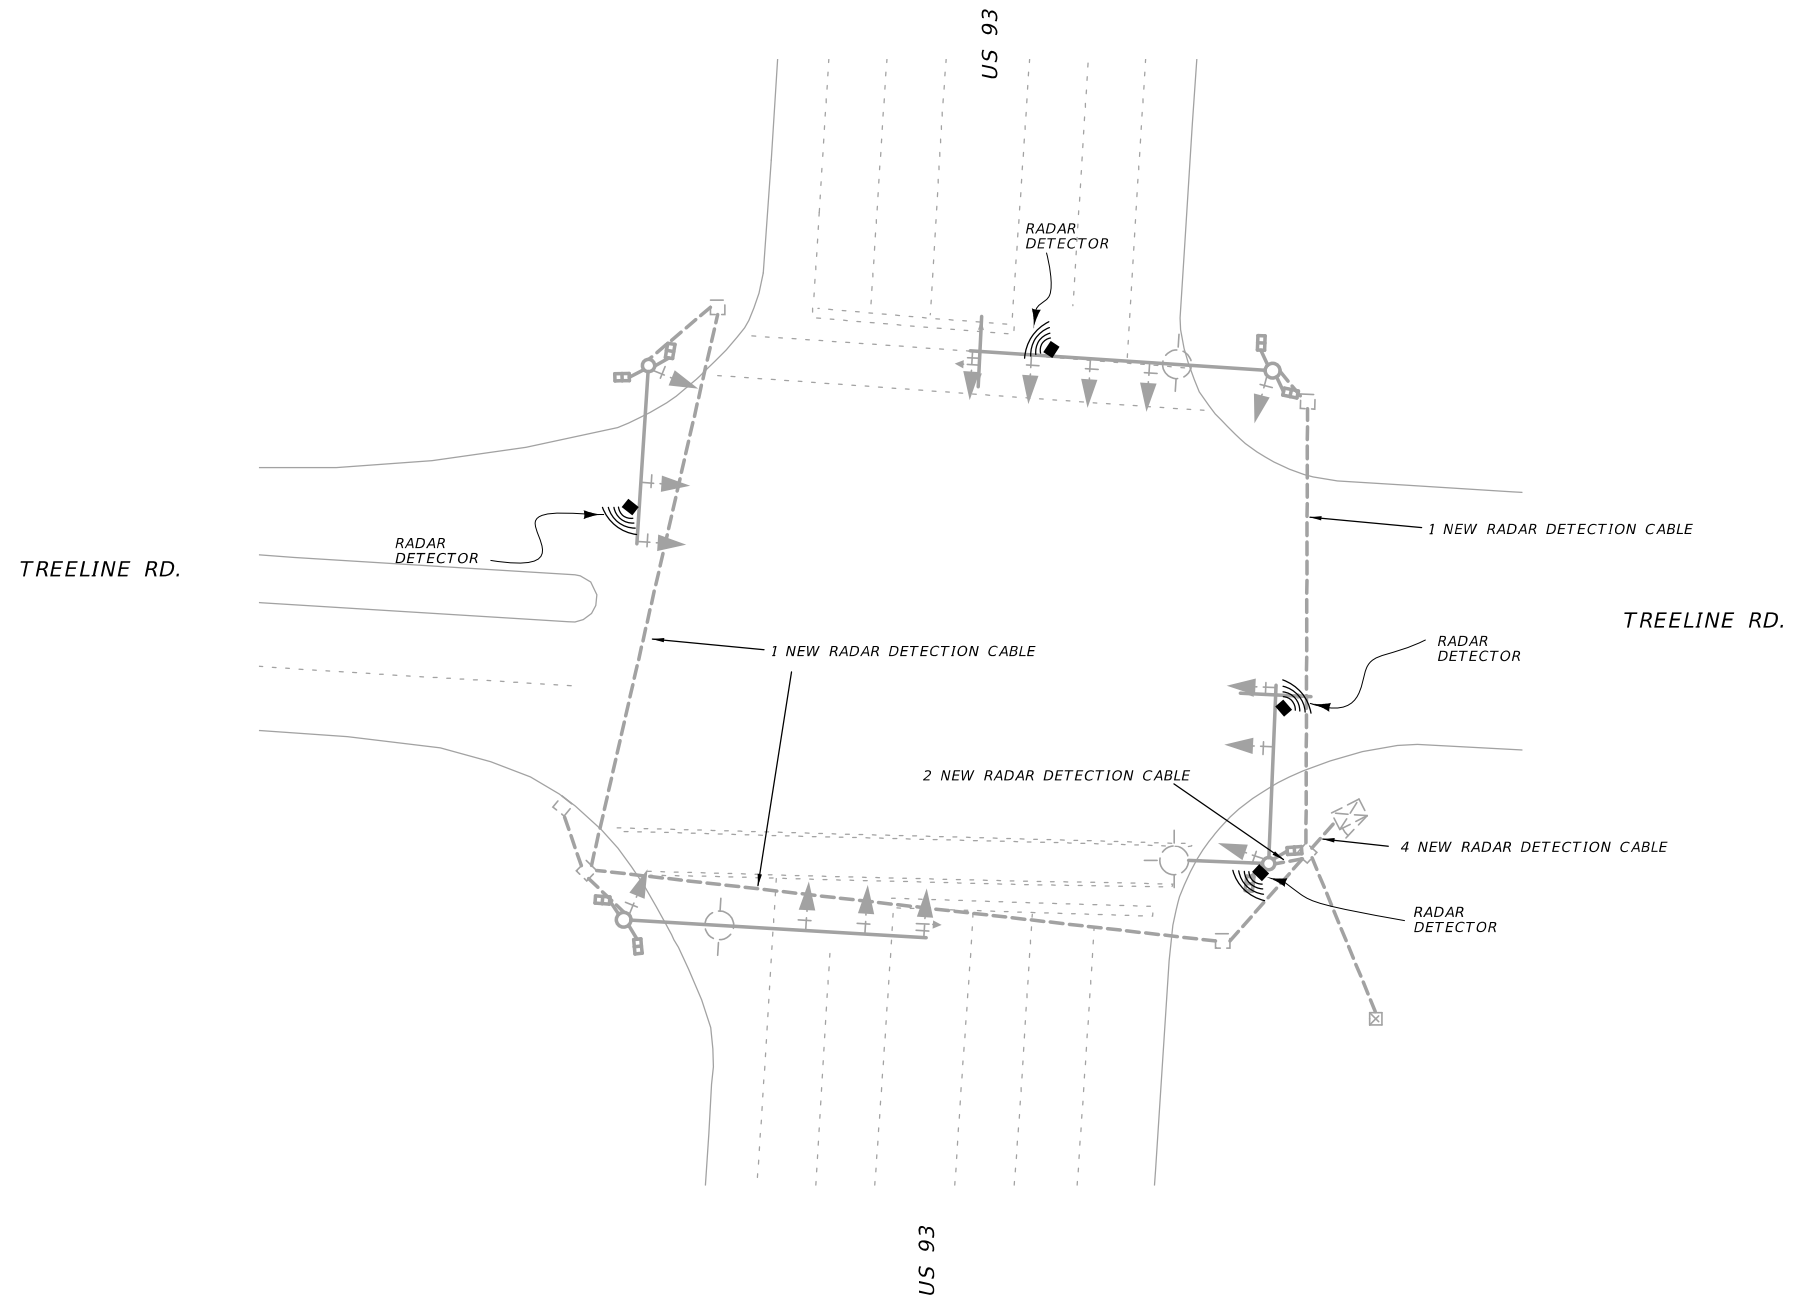 US 93
RADAR
DETECTOR
1 NEW RADAR DETECTION CABLE
RADAR
DETECTOR
TREELINE RD.
TREELINE RD.
1 NEW RADAR DETECTION CABLE
RADAR
DETECTOR
2 NEW RADAR DETECTION CABLE
4 NEW RADAR DETECTION CABLE
RADAR
DETECTOR
US 93